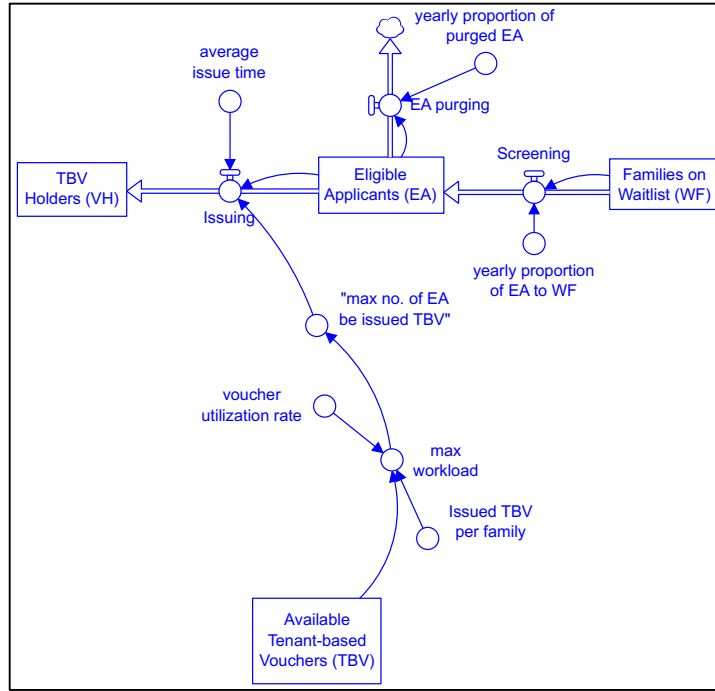 yearly proportion of
purged EA
average
issue time
EA purging
Screening
TBV
Holders (VH)
Eligible
Applicants (EA)
Families on
Waitlist (WF)
Issuing
yearly proportion
of EA to WF
"max no. of EA
be issued TBV"
voucher
utilization rate
max
workload
Issued TBV
per family
Available
Tenant-based
Vouchers (TBV)